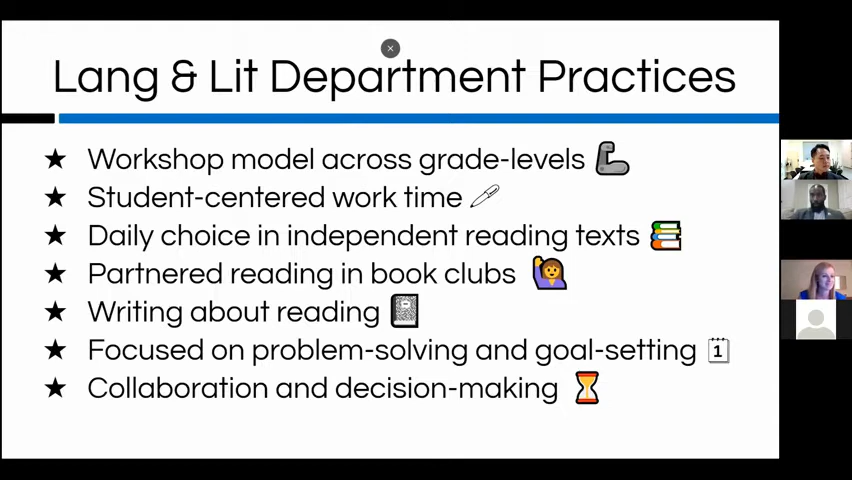 Lang & Lit Department Practices
★ Workshop model across grade-levels
★ Student-centered work time
★ Daily choice in independent reading texts
★ Partnered reading in book clubs
★ Writing about reading
★ Focused on problem-solving and goal-setting
★ Collaboration and decision-making